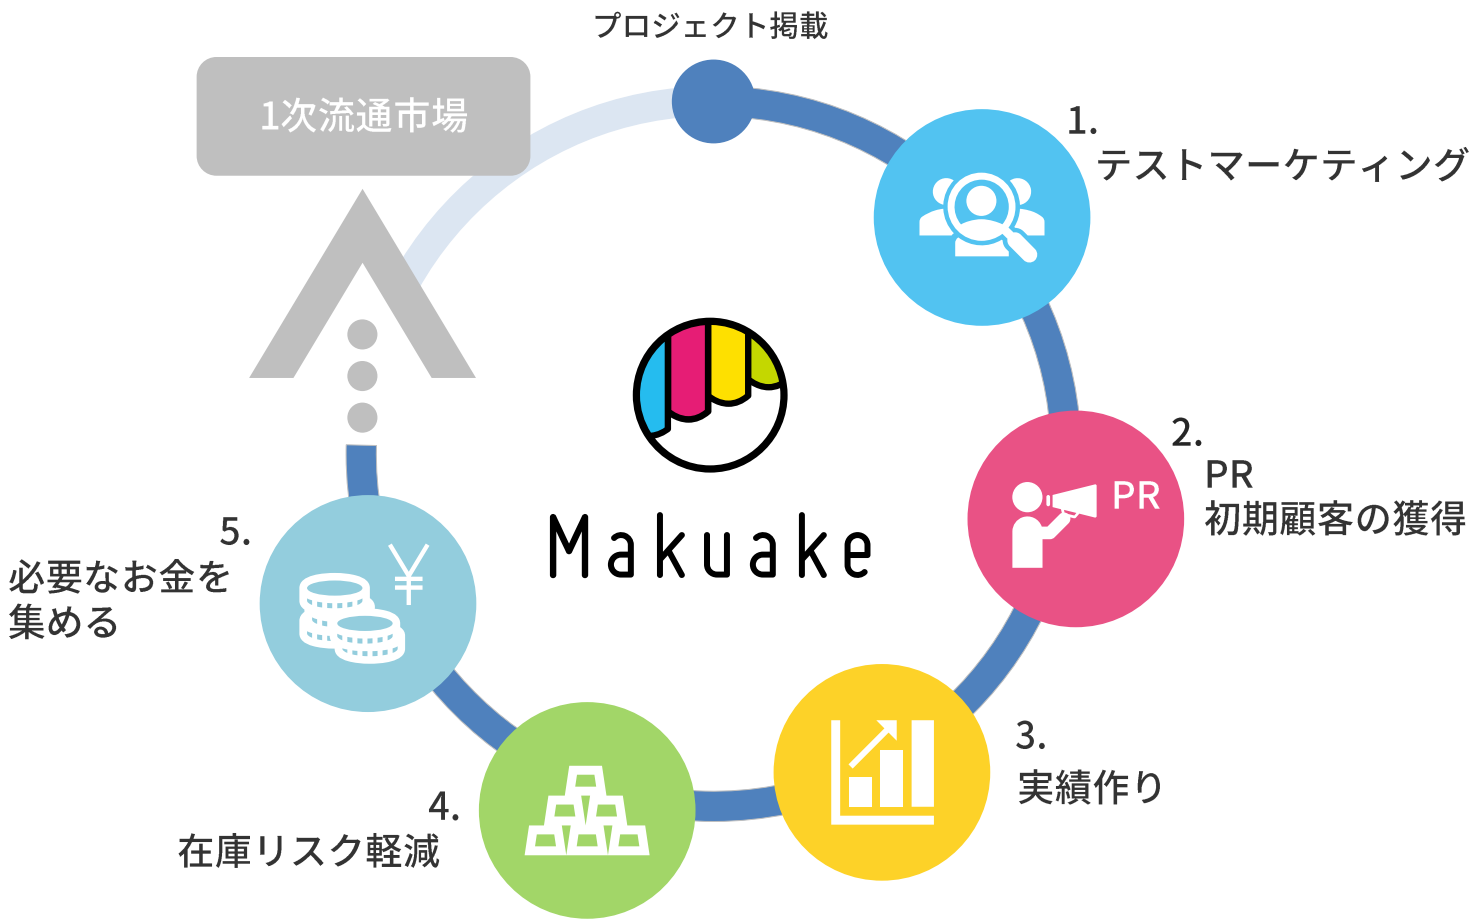 プロジェクト掲載
1次流通市場
1.
テストマーケティング
2.
PR
初期顧客の獲得
PR
3.
実績作り
4.
在庫リスク軽減
5.
必要なお金を
集める
¥
Makuake